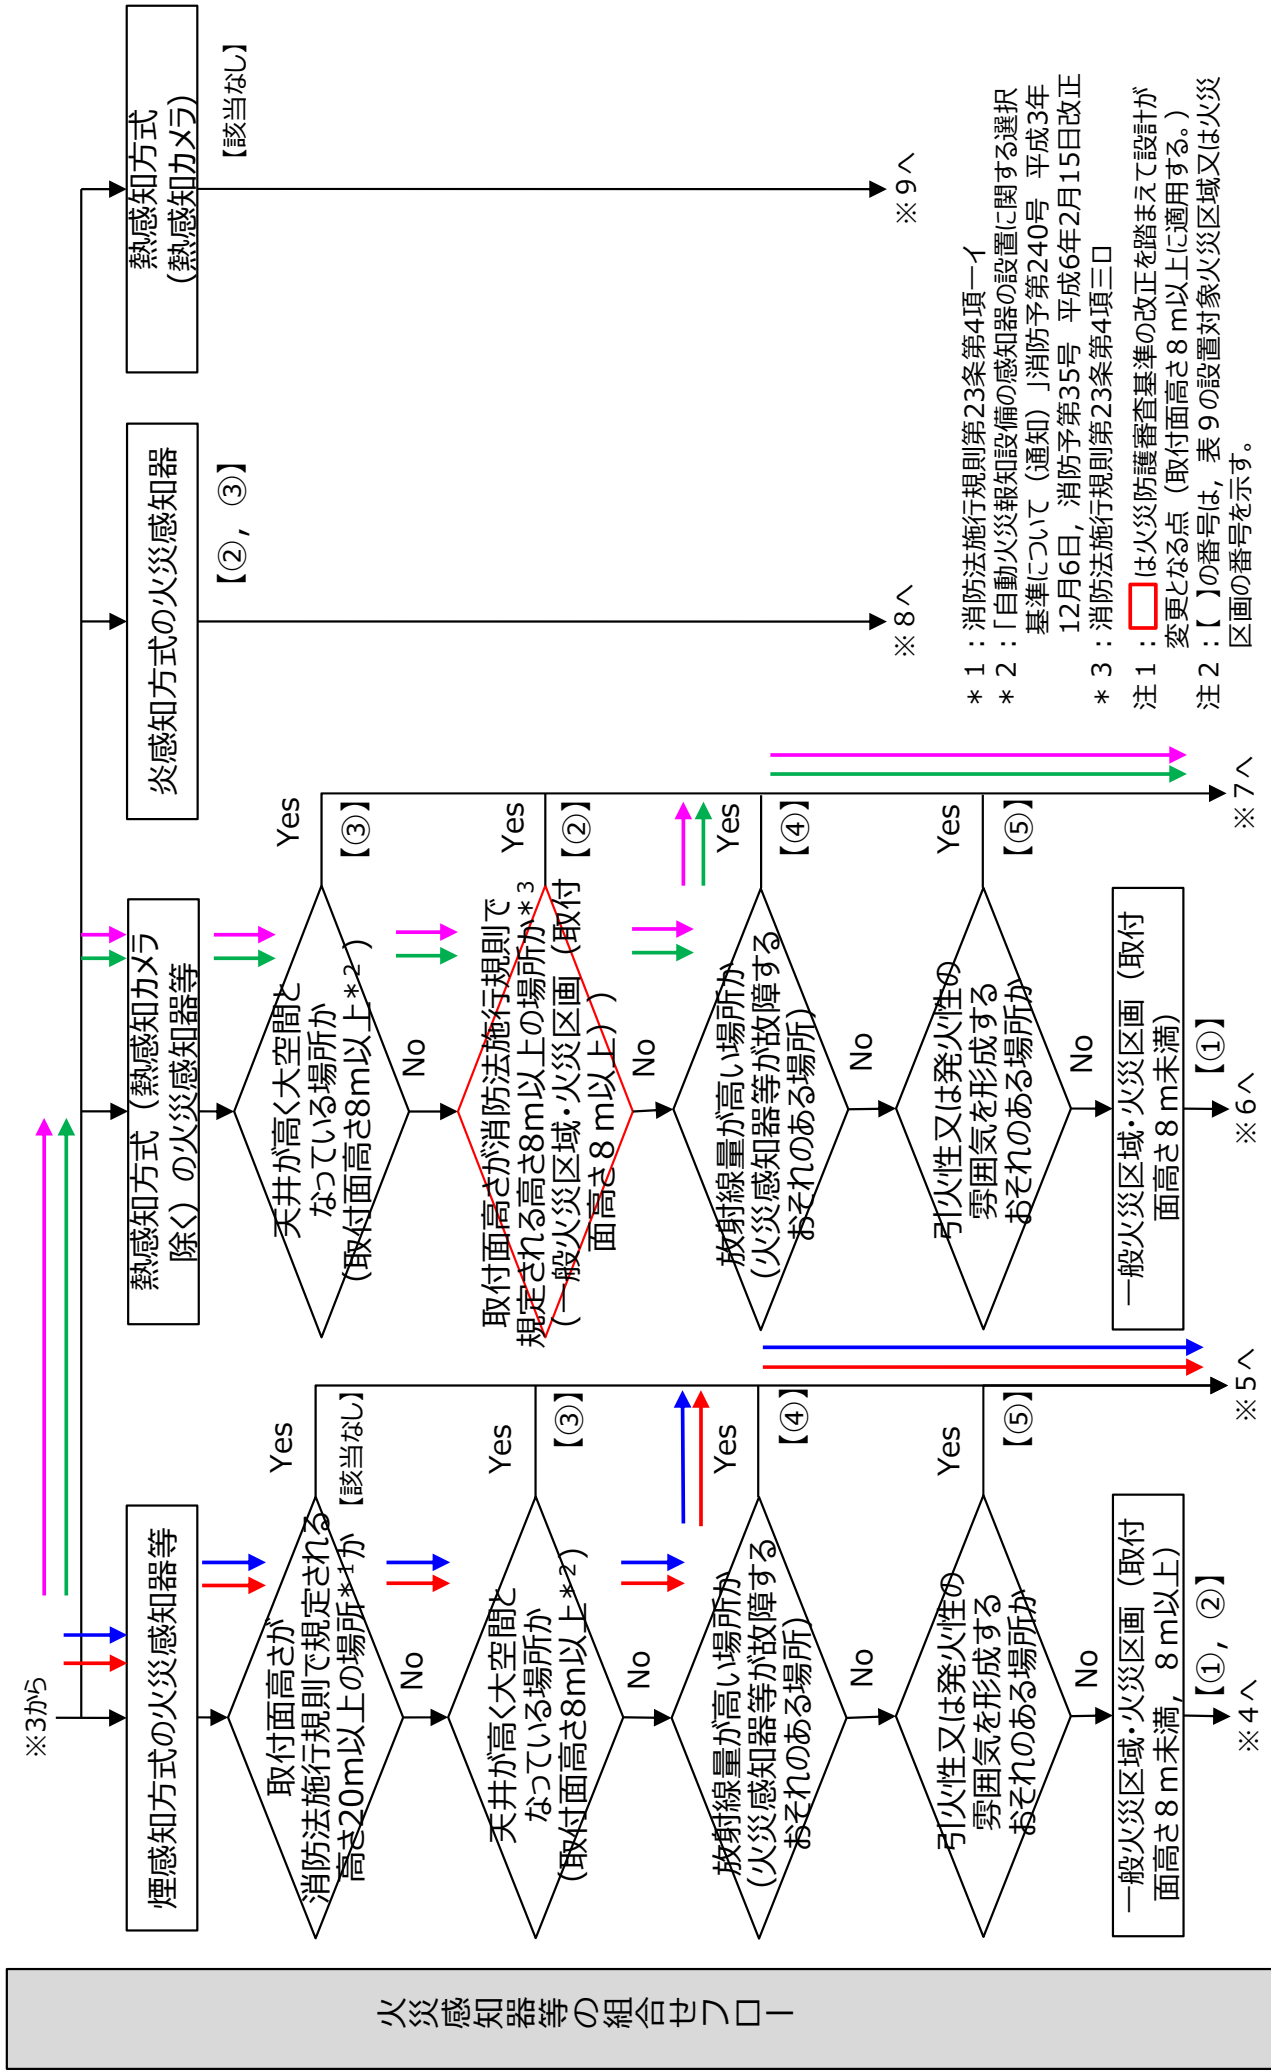 火災感知器等の組合せフロー
※3から
煙感知方式の火災感知器等
取付面高さが
消防法施行規則で規定される
高さ20m以上の場所＊1か
Yes
【該当なし】
No
天井が高く大空間と
なっている場所か
(取付面高さ8m以上＊2)
Yes
【③】
No
放射線量が高い場所か
(火災感知器等が故障する
おそれのある場所)
Yes
【④】
No
引火性又は発火性の
雰囲気を形成する
おそれのある場所か
Yes
【⑤】
No
一般火災区域・火災区画（取付
面高さ８m未満，８m以上）
【①，②】
※４へ
※５へ
熱感知方式（熱感知カメラ
除く）の火災感知器等
天井が高く大空間と
なっている場所か
(取付面高さ8m以上＊2)
Yes
【③】
No
取付面高さが消防法施行規則で
規定される高さ8m以上の場所か＊3
(一般火災区域・火災区画（取付
面高さ８m以上））
Yes
【②】
No
放射線量が高い場所か
(火災感知器等が故障する
おそれのある場所)
Yes
【④】
No
引火性又は発火性の
雰囲気を形成する
おそれのある場所か
Yes
【⑤】
No
一般火災区域・火災区画（取付
面高さ８m未満）
【①】
※６へ
※７へ
炎感知方式の火災感知器
【②，③】
※８へ
熱感知方式
(熱感知カメラ)
【該当なし】
※９へ
＊１：消防法施行規則第23条第4項一イ
＊２：「自動火災報知設備の感知器の設置に関する選択
基準について（通知）」消防予第240号　平成3年
12月6日，消防予第35号　平成6年2月15日改正
＊３：消防法施行規則第23条第4項三ロ
注１：は火災防護審査基準の改正を踏まえて設計が
変更となる点（取付面高さ８m以上に適用する。）
注２：【　】の番号は，表９の設置対象火災区域又は火災
区画の番号を示す。